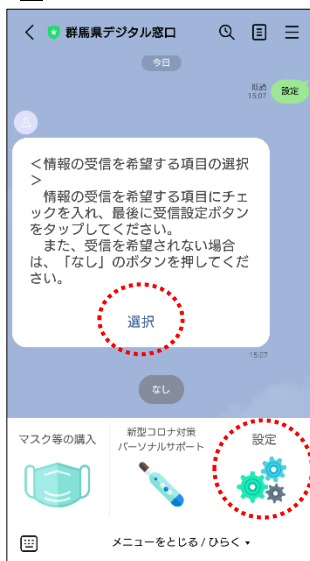 群馬県デジタル窓口
今日
既読
15:07
設定
＜情報の受信を希望する項目の選択
＞
　情報の受信を希望する項目にチェ
ックを入れ、最後に受信設定ボタン
をタップしてください。
　また、受信を希望されない場合
は、「なし」のボタンを押してくだ
さい。
選択
15:07
なし
マスク等の購入
新型コロナ対策
パーソナルサポート
設定
メニューをとじる / ひらく ▾